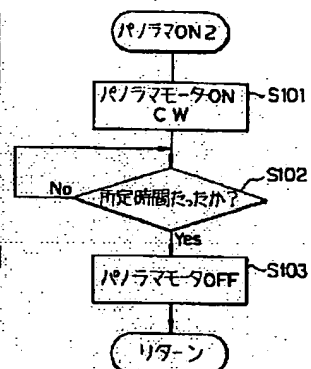 パノラマON2
パノラマモータON
CW
S101
所定時間たったか?
S102
No
Yes
パノラマモータOFF
S103
リターン